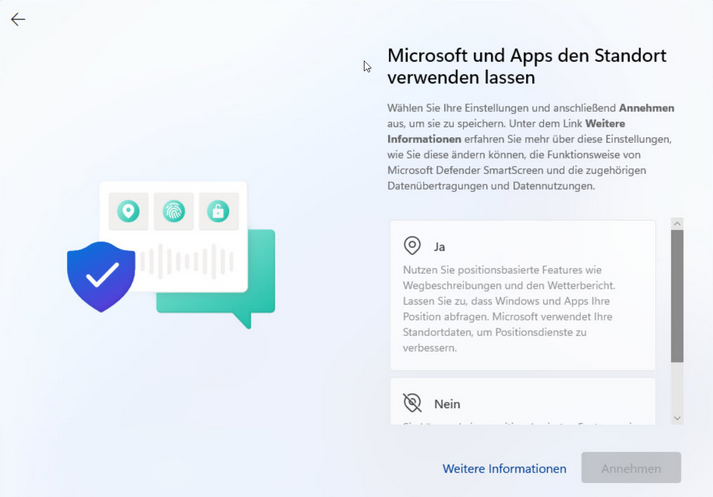 Microsoft und Apps den Standort
verwenden lassen
Wählen Sie Ihre Einstellungen und anschließend Annehmen
aus, um sie zu speichern. Unter dem Link Weitere
Informationen erfahren Sie mehr über diese Einstellungen,
wie Sie diese ändern können, die Funktionsweise von
Microsoft Defender SmartScreen und die zugehörigen
Datenübertragungen und Datennutzungen.
Ja
Nutzen Sie positionsbasierte Features wie
Wegbeschreibungen und den Wetterbericht.
Lassen Sie zu, dass Windows und Apps Ihre
Position abfragen. Microsoft verwendet Ihre
Standortdaten, um Positionsdienste zu
verbessern.
Nein
Weitere Informationen
Annehmen